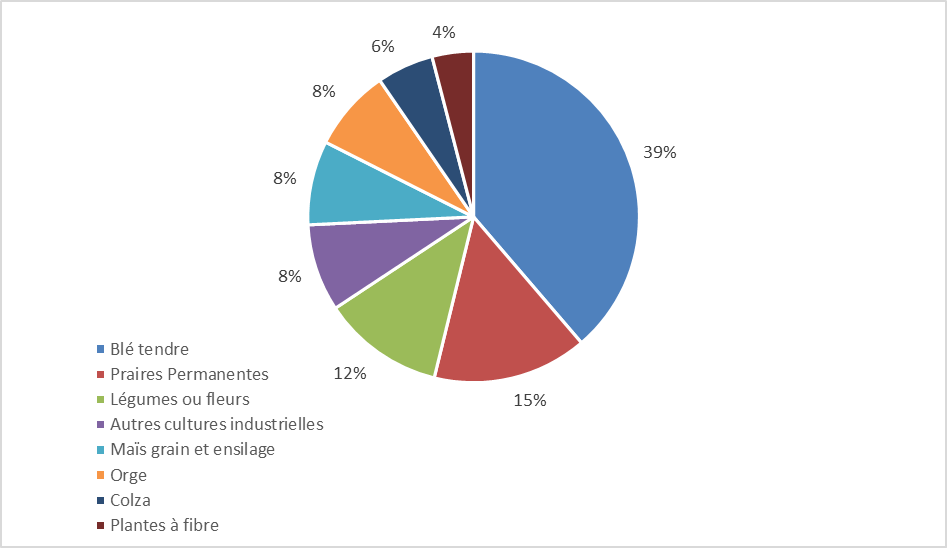 4%
6%
8%
39%
8%
8%
12%
15%
Blé tendre
Praires Permanentes
Légumes ou fleurs
Autres cultures industrielles
Maïs grain et ensilage
Orge
Colza
Plantes à fibre